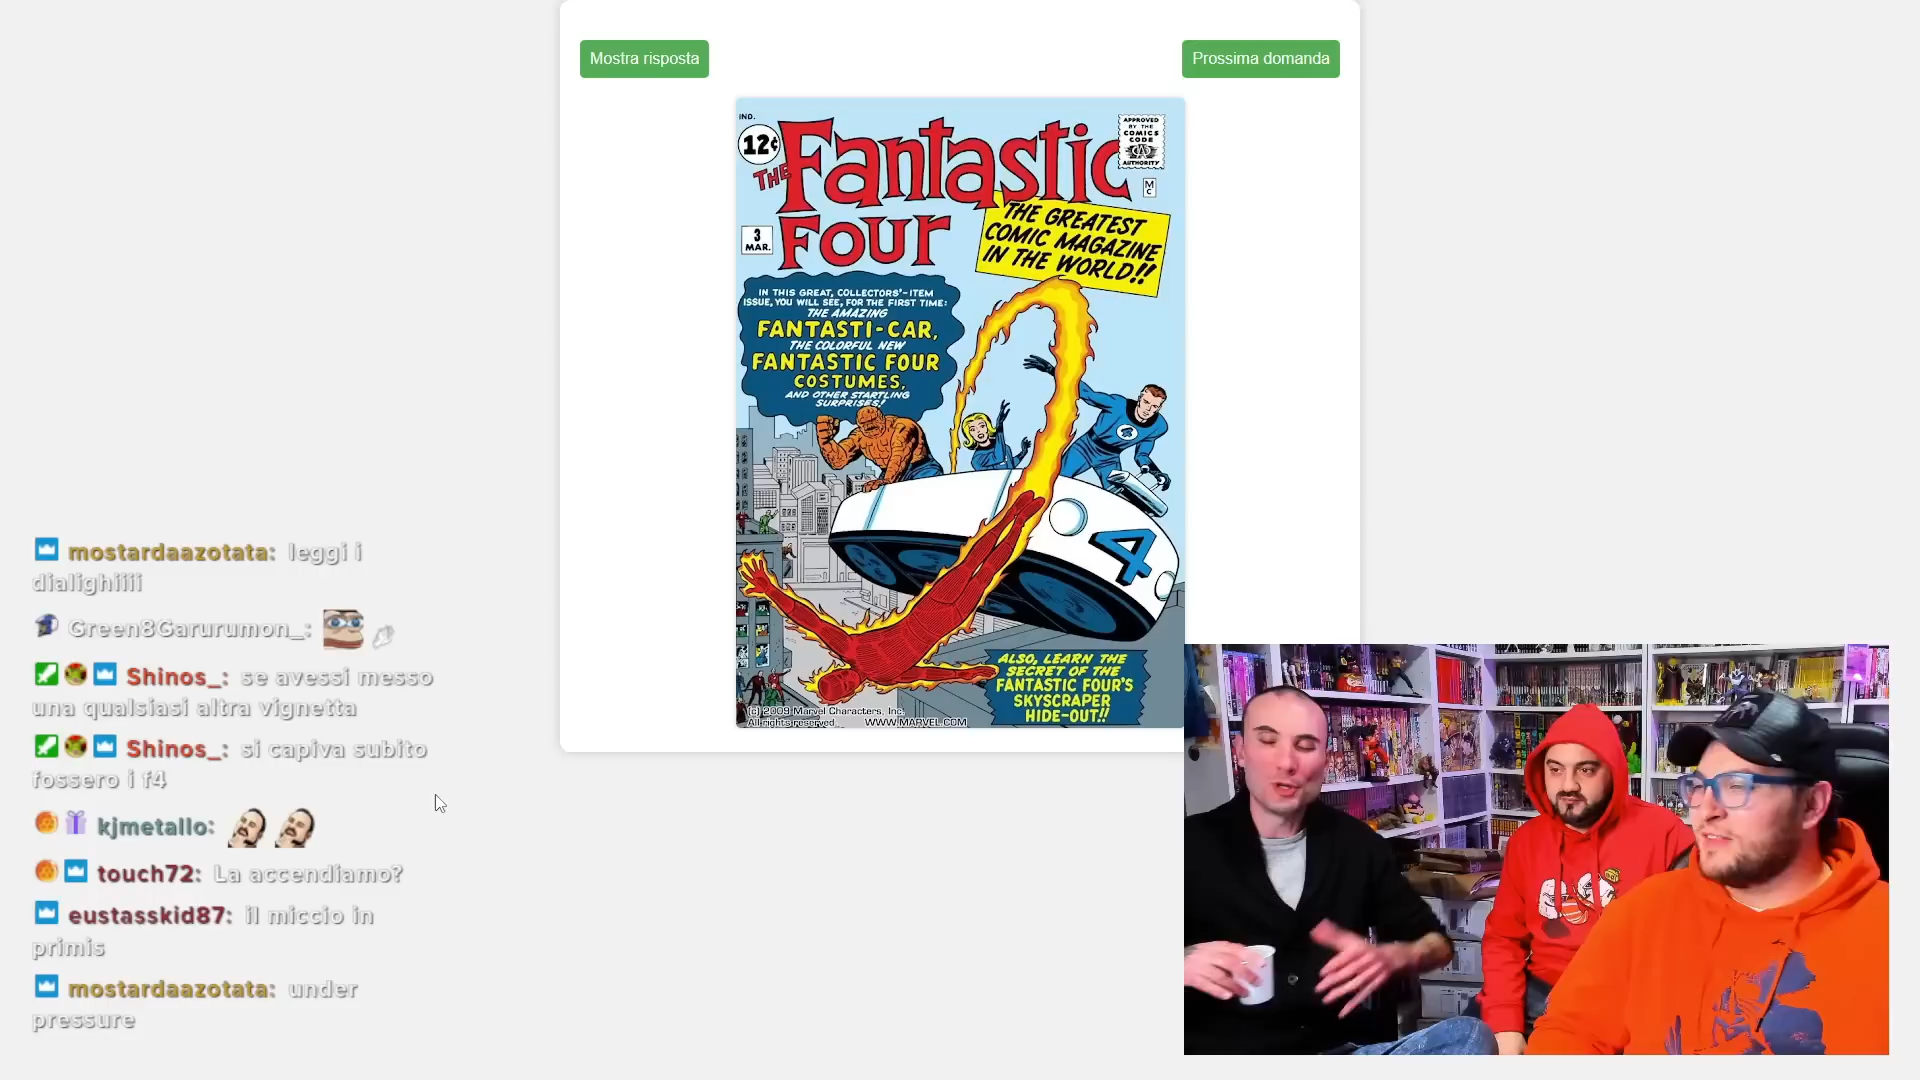 Mostra risposta
Prossima domanda
IND.
12¢
THE
Fantastic
Four
APPROVED
BY THE
COMICS
CODE
CA
AUTHORITY
M
C
3
MAR.
THE GREATEST
COMIC MAGAZINE
IN THE WORLD!!
IN THIS GREAT, COLLECTORS'-ITEM
ISSUE, YOU WILL SEE, FOR THE FIRST TIME:
THE AMAZING
FANTASTI-CAR,
THE COLORFUL NEW
FANTASTIC FOUR
COSTUMES,
AND OTHER STARTLING
SURPRISES!
4
4
ALSO, LEARN THE
SECRET OF THE
FANTASTIC FOUR'S
SKYSCRAPER
HIDE-OUT!!
(c) 2009 Marvel Characters, Inc.
All rights reserved. WWW.MARVEL.COM
mostardaazotata: leggi i
dialighiiii
Green8Garurumon_:
Shinos_: se avessi messo
una qualsiasi altra vignetta
Shinos_: si capiva subito
fossero i f4
kjmetallo:
touch72: La accendiamo?
eustasskid87: il miccio in
primis
mostardaazotata: under
pressure